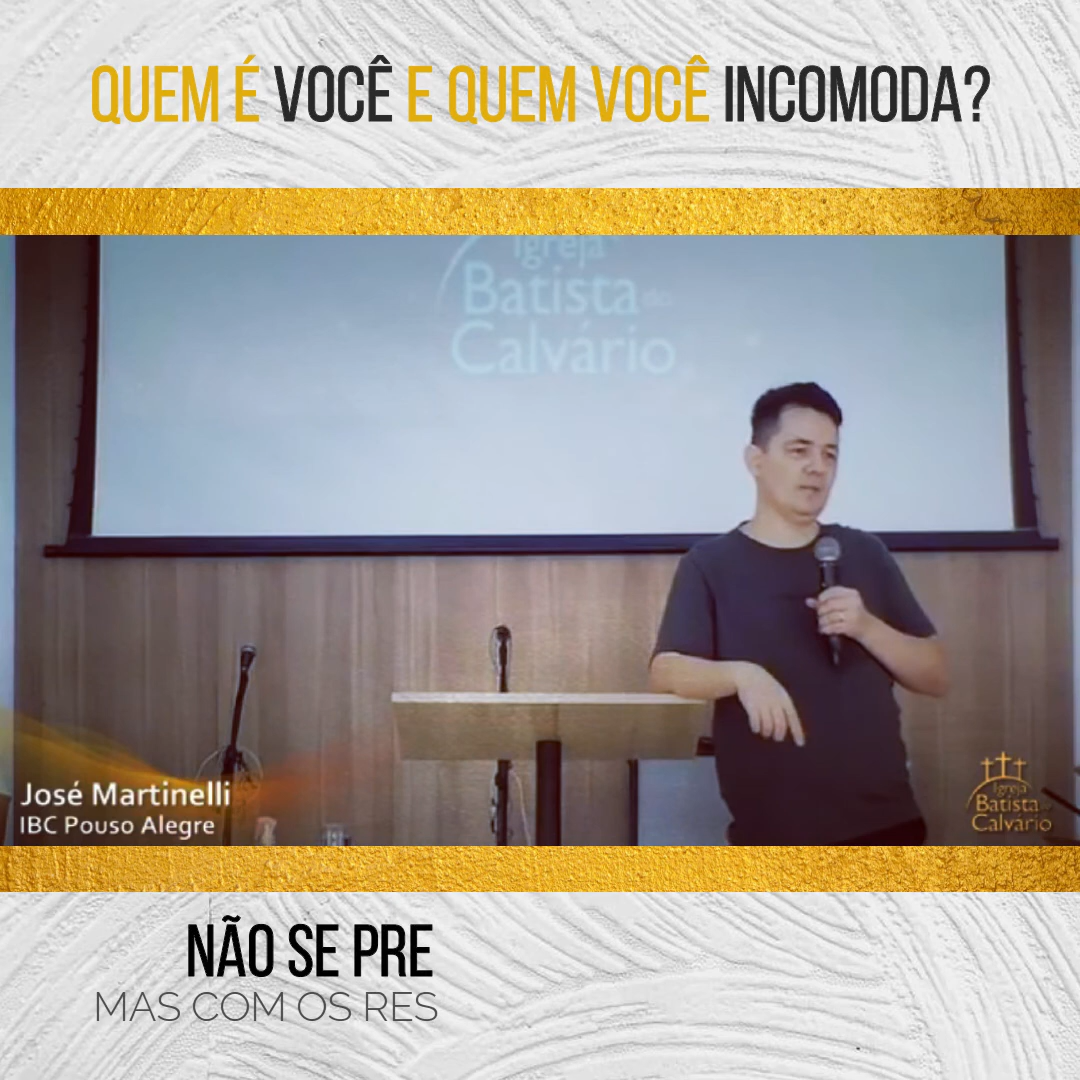 QUEM É VOCÊ E QUEM VOCÊ INCOMODA?
Igreja
Batista do
Calvário
José Martinelli
IBC Pouso Alegre
Igreja
Batista do
Calvário
NÃO SE PRE
MAS COM OS RES